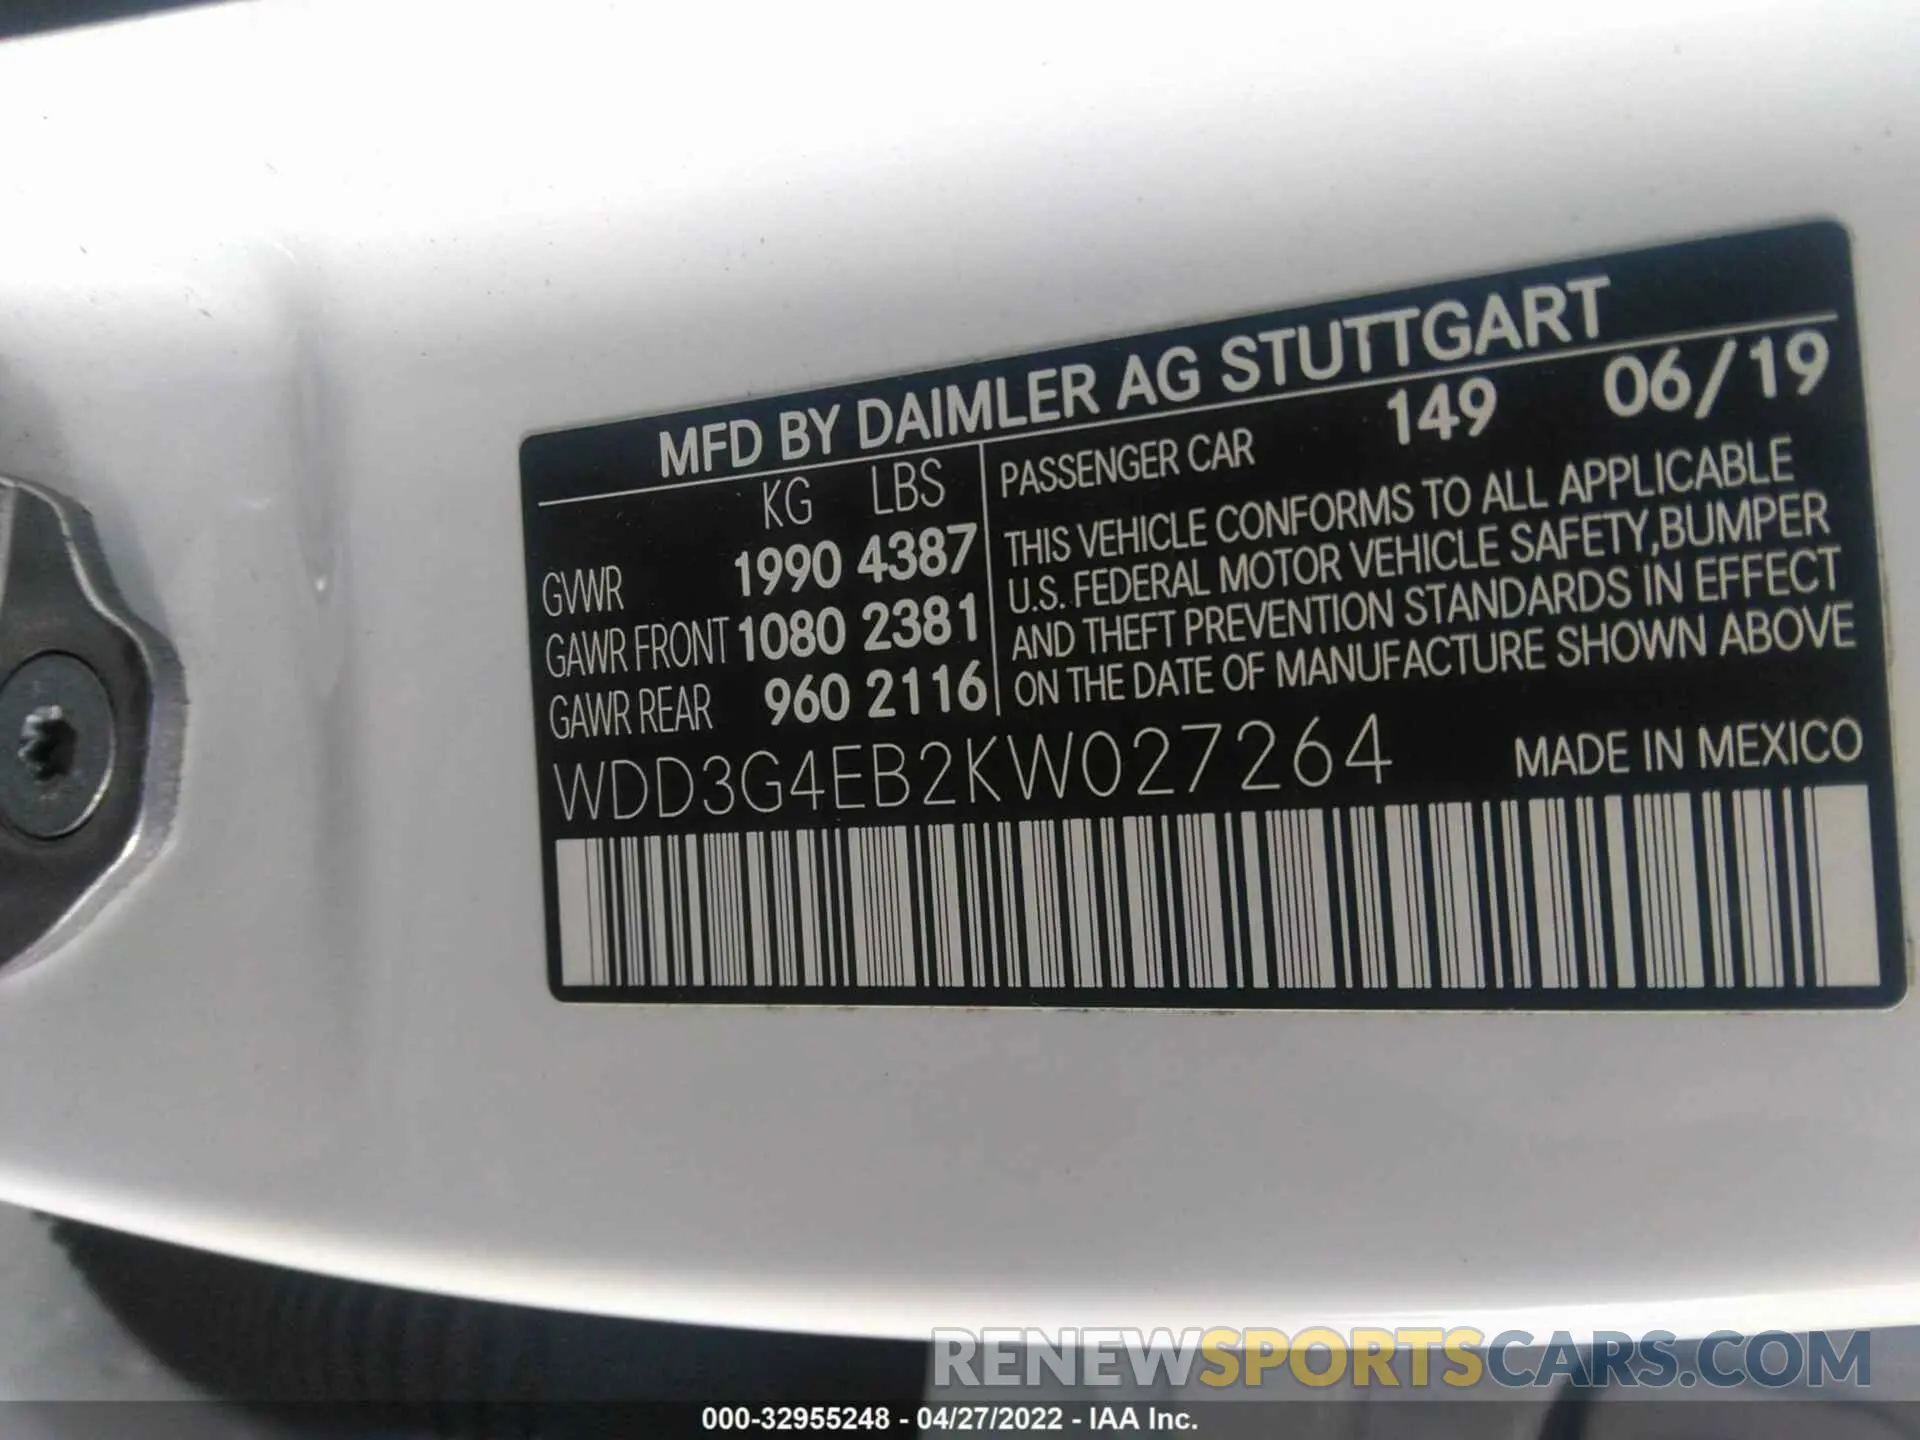 MFD BY DAIMLER AG STUTTGART
KG LBS
GVWR 1990 4387
GAWR FRONT 1080 2381
GAWR REAR 960 2116
PASSENGER CAR 149 06/19
THIS VEHICLE CONFORMS TO ALL APPLICABLE
U.S. FEDERAL MOTOR VEHICLE SAFETY,BUMPER
AND THEFT PREVENTION STANDARDS IN EFFECT
ON THE DATE OF MANUFACTURE SHOWN ABOVE
WDD3G4EB2KW027264 MADE IN MEXICO
RENEWSPORTSCARS.COM
000-32955248 - 04/27/2022 - IAA Inc.